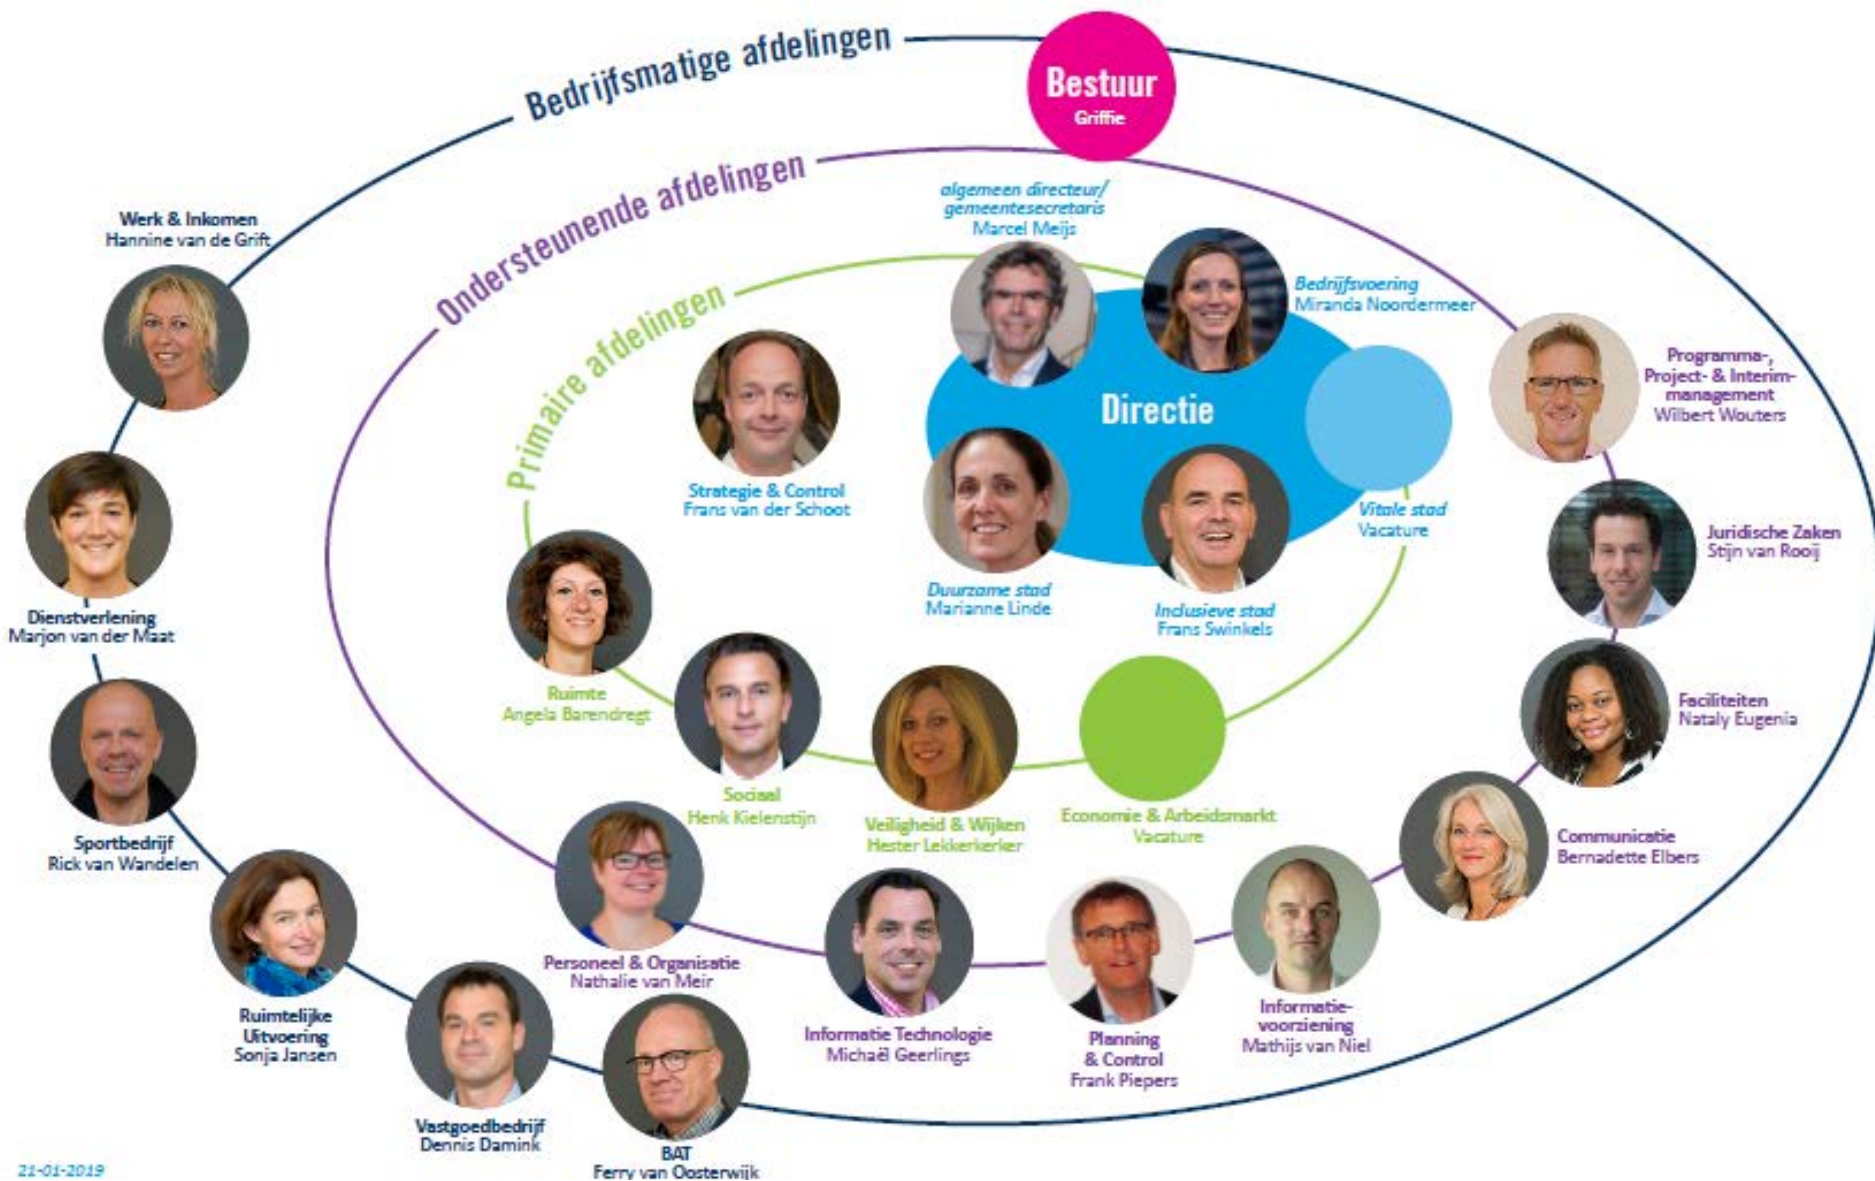 Bedrijfsmatige afdelingen
Bestuur
Griffie
Ondersteunende afdelingen
Primaire afdelingen
algemeen directeur/
gemeentesecretaris
Marcel Meijs
Bedrijfsvoering
Miranda Noordermeer
Directie
Vitale stad
Vacature
Duurzame stad
Marianne Linde
Inclusieve stad
Frans Swinkels
Strategie & Control
Frans van der Schoot
Ruimte
Angela Barendregt
Sociaal
Henk Kielenstijn
Veiligheid & Wijken
Hester Lekkerkerker
Economie & Arbeidsmarkt
Vacature
Programma-,
Project- & Interim-
management
Wilbert Wouters
Juridische Zaken
Stijn van Rooij
Faciliteiten
Nataly Eugenia
Communicatie
Bernadette Elbers
Informatie-
voorziening
Mathijs van Niel
Planning
& Control
Frank Piepers
Informatie Technologie
Michaël Geerlings
Personeel & Organisatie
Nathalie van Meir
Werk & Inkomen
Hannine van de Grift
Dienstverlening
Marjon van der Maat
Sportbedrijf
Rick van Wandelen
Ruimtelijke
Uitvoering
Sonja Jansen
Vastgoedbedrijf
Dennis Damink
BAT
Ferry van Oosterwijk
21-01-2019